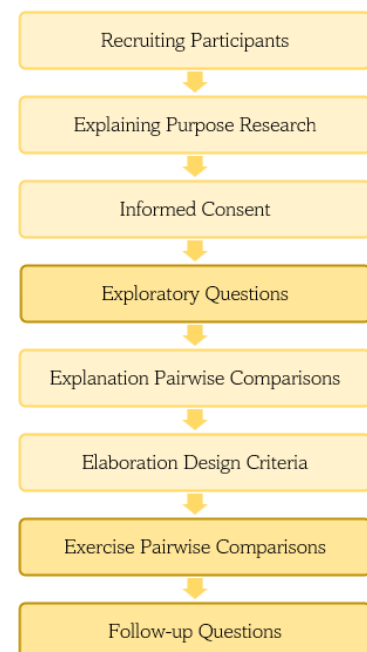 Recruiting Participants
Explaining Purpose Research
Informed Consent
Exploratory Questions
Explanation Pairwise Comparisons
Elaboration Design Criteria
Exercise Pairwise Comparisons
Follow-up Questions